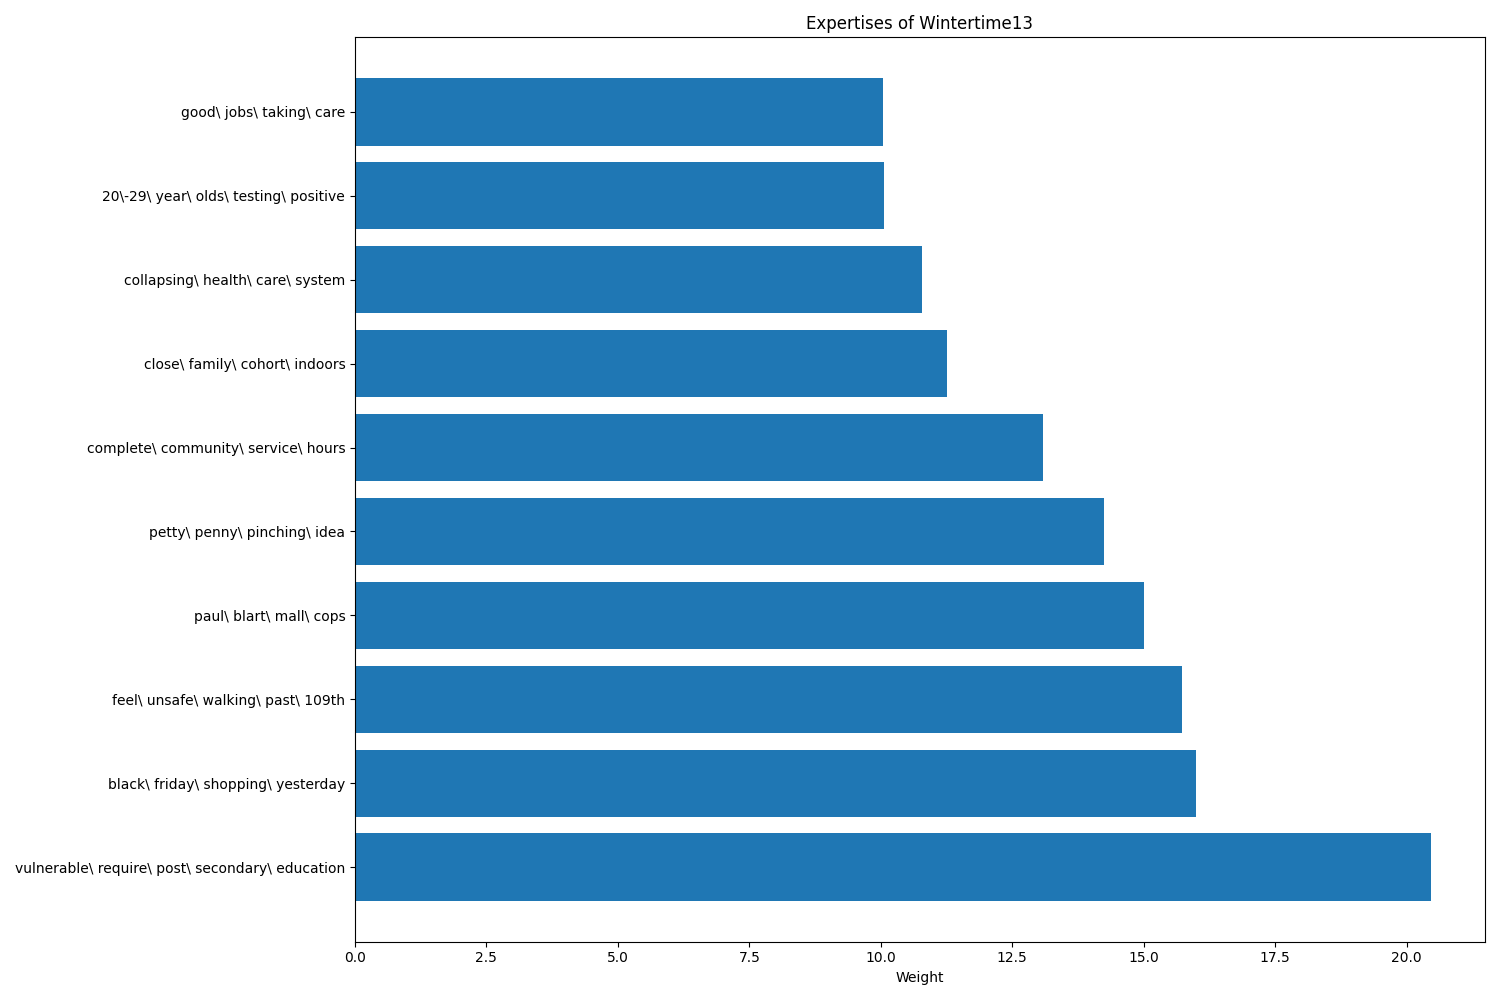 Expertises of Wintertime13
good\ jobs\ taking\ care
20\-29\ year\ olds\ testing\ positive
collapsing\ health\ care\ system
close\ family\ cohort\ indoors
complete\ community\ service\ hours
petty\ penny\ pinching\ idea
paul\ blart\ mall\ cops
feel\ unsafe\ walking\ past\ 109th
black\ friday\ shopping\ yesterday
vulnerable\ require\ post\ secondary\ education
0.0 2.5 5.0 7.5 10.0 12.5 15.0 17.5 20.0
Weight